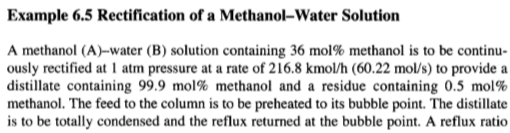 Example 6.5 Rectification of a Methanol–Water Solution
A methanol (A)–water (B) solution containing 36 mol% methanol is to be continu-
ously rectified at 1 atm pressure at a rate of 216.8 kmol/h (60.22 mol/s) to provide a
distillate containing 99.9 mol% methanol and a residue containing 0.5 mol%
methanol. The feed to the column is to be preheated to its bubble point. The distillate
is to be totally condensed and the reflux returned at the bubble point. A reflux ratio